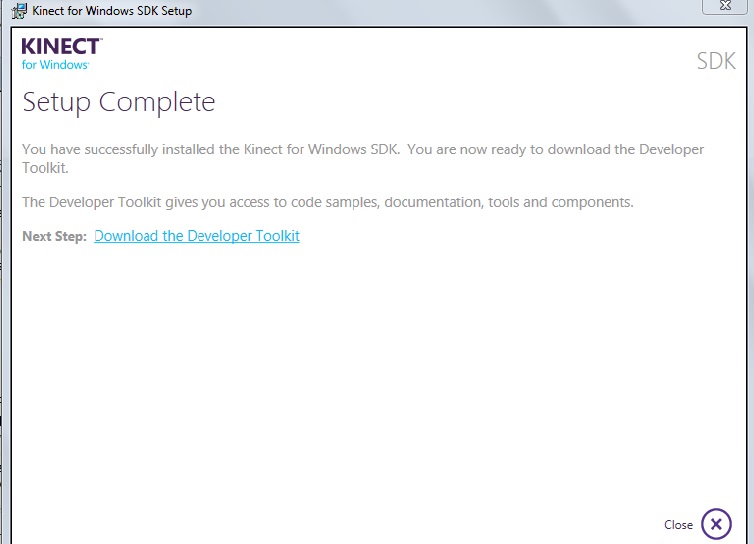 Kinect for Windows SDK Setup
KINECT™
for Windows®
SDK
Setup Complete
You have successfully installed the Kinect for Windows SDK.  You are now ready to download the Developer
Toolkit.
The Developer Toolkit gives you access to code samples, documentation, tools and components.
Next Step: Download the Developer Toolkit
Close